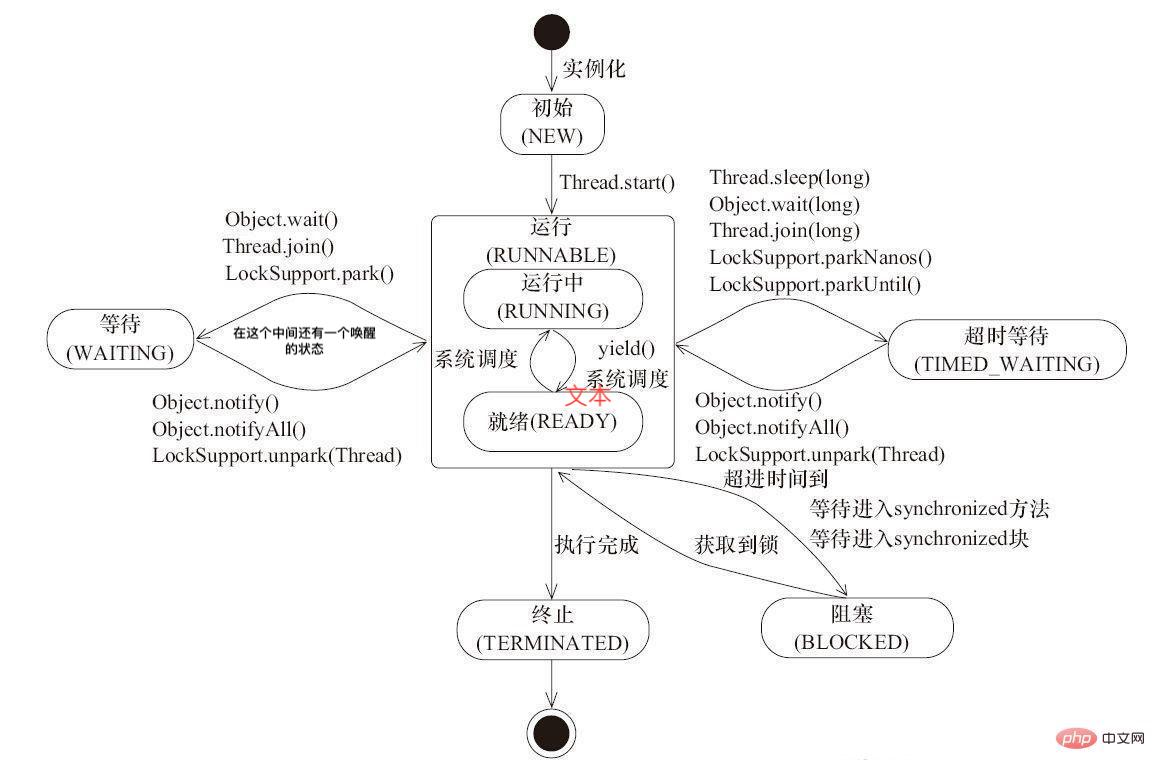 实例化
初始
(NEW)
Thread.start()
Thread.sleep(long)
Object.wait(long)
Thread.join(long)
LockSupport.parkNanos()
LockSupport.parkUntil()
Object.wait()
Thread.join()
LockSupport.park()
运行
(RUNNABLE)
运行中
(RUNNING)
等待
(WAITING)
在这个中间还有一个唤醒
的状态
系统调度
yield()
系统调度
文本
就绪(READY)
超时等待
(TIMED_WAITING)
Object.notify()
Object.notifyAll()
LockSupport.unpark(Thread)
Object.notify()
Object.notifyAll()
LockSupport.unpark(Thread)
超进时间到
等待进入synchronized方法
等待进入synchronized块
执行完成
获取到锁
终止
(TERMINATED)
阻塞
(BLOCKED)
php 中文网